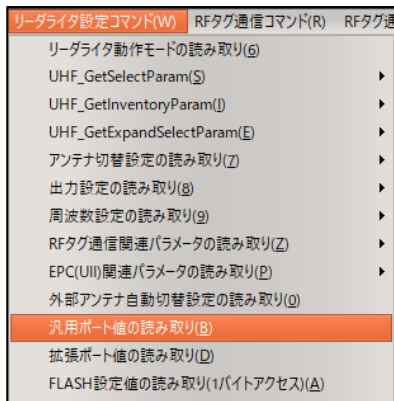 リーダライタ設定コマンド(W) RFタグ通信コマンド(R) RFタグ通
リーダライタ動作モードの読み取り(6)
UHF_GetSelectParam(S)
UHF_GetInventoryParam(I)
UHF_GetExpandSelectParam(E)
アンテナ切替設定の読み取り(7)
出力設定の読み取り(8)
周波数設定の読み取り(9)
RFタグ通信関連パラメータの読み取り(Z)
EPC(UII)関連パラメータの読み取り(P)
外部アンテナ自動切替設定の読み取り(0)
汎用ポート値の読み取り(B)
拡張ポート値の読み取り(D)
FLASH設定値の読み取り(1バイトアクセス)(A)